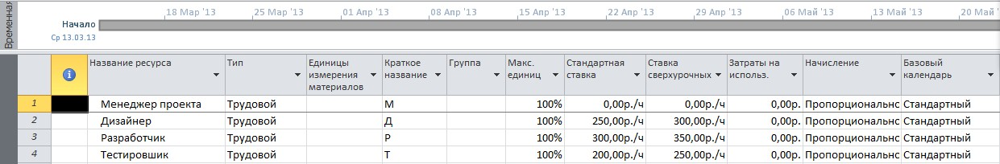 18 Мар '13 25 Мар '13 01 Апр '13 08 Апр '13 15 Апр '13 22 Апр '13 29 Апр '13 06 Май '13 13 Май '13 20 Май '13
Временная
Начало
Ср 13.03.13
Название ресурса Тип Единицы измерения материалов Краткое название Группа Макс. единиц Стандартная ставка Ставка сверхурочных Затраты на использ. Начисление Базовый календарь
1 Менеджер проекта Трудовой М 100% 0,00р./ч 0,00р./ч 0,00р. Пропорционально Стандартный
2 Дизайнер Трудовой Д 100% 250,00р./ч 300,00р./ч 0,00р. Пропорционально Стандартный
3 Разработчик Трудовой Р 100% 300,00р./ч 350,00р./ч 0,00р. Пропорционально Стандартный
4 Тестировшик Трудовой Т 100% 200,00р./ч 250,00р./ч 0,00р. Пропорционально Стандартный